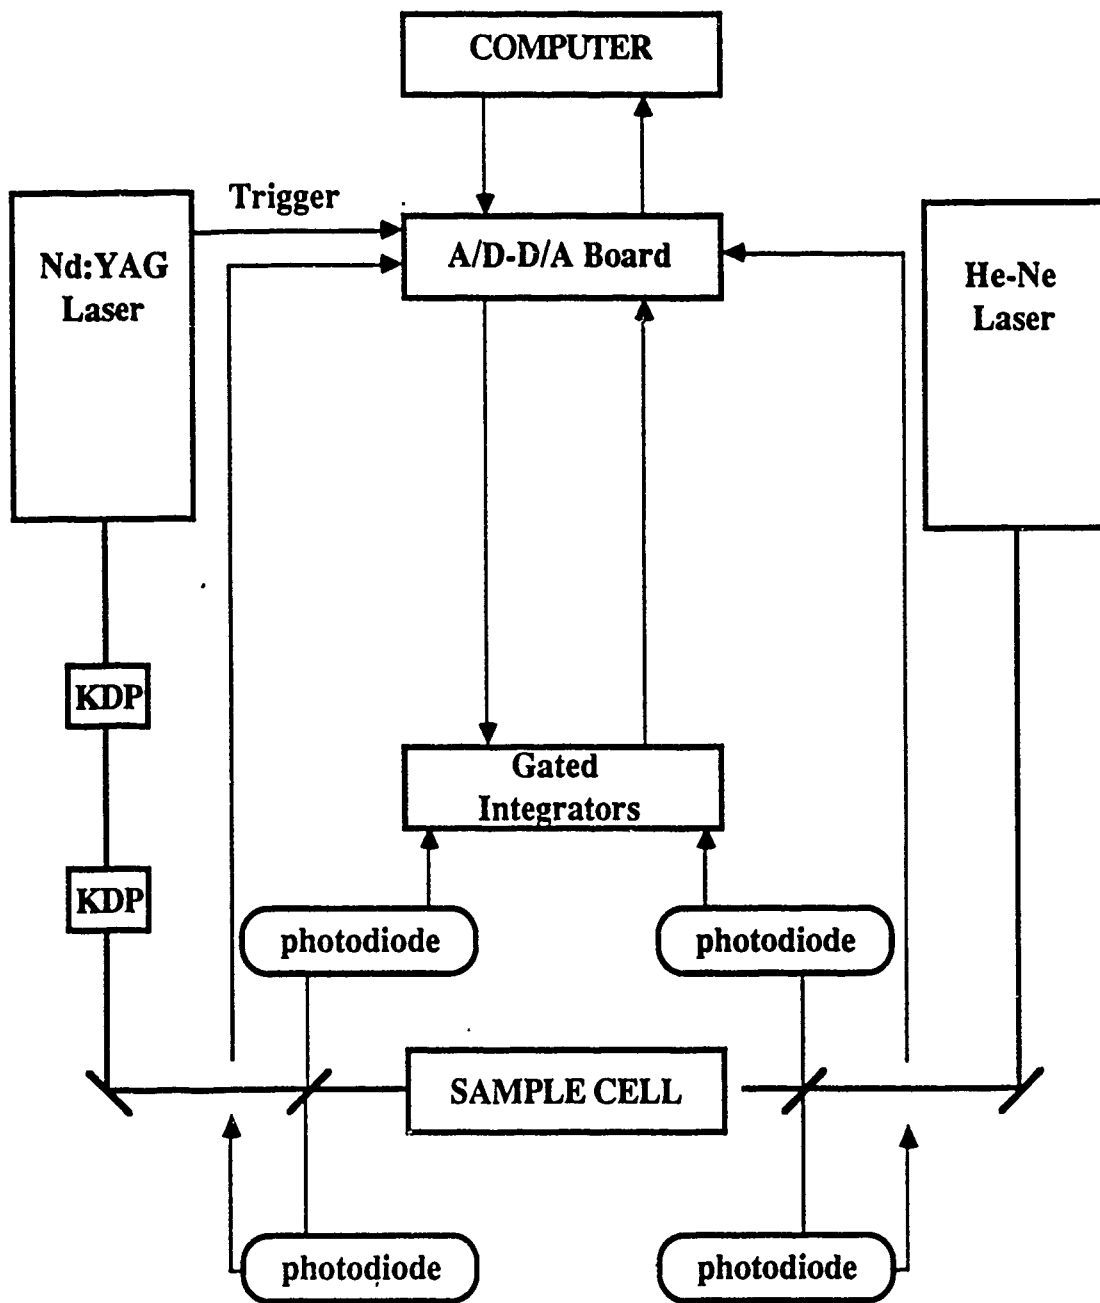 COMPUTER
Trigger
Nd:YAG
Laser
A/D-D/A Board
He-Ne
Laser
KDP
Gated
Integrators
KDP
photodiode
photodiode
SAMPLE CELL
photodiode
photodiode